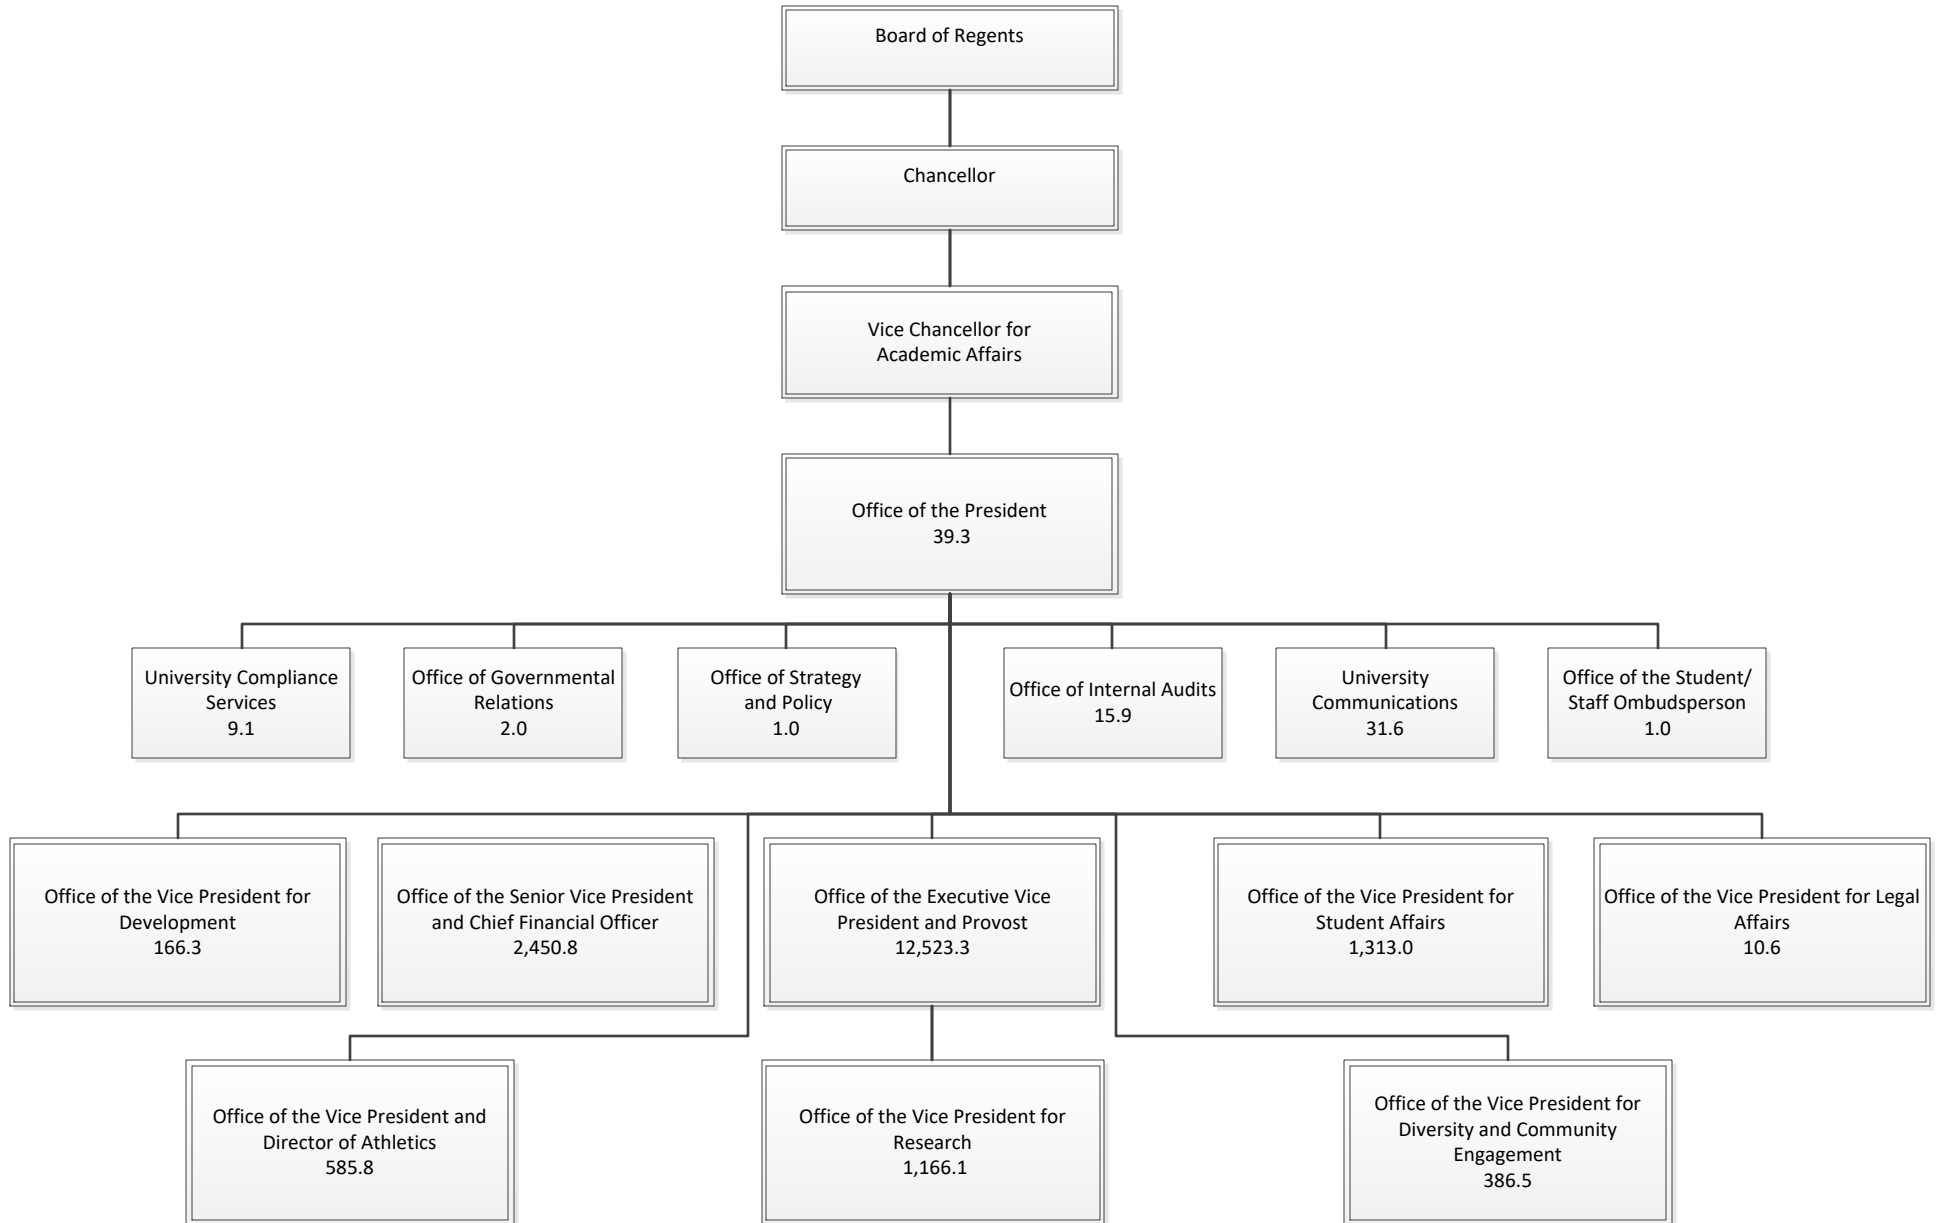 Board of Regents
Chancellor
Vice Chancellor for
Academic Affairs
Office of the President
39.3
University Compliance
Services
9.1
Office of Governmental
Relations
2.0
Office of Strategy
and Policy
1.0
Office of Internal Audits
15.9
University
Communications
31.6
Office of the Student/
Staff Ombudsperson
1.0
Office of the Vice President for
Development
166.3
Office of the Senior Vice President
and Chief Financial Officer
2,450.8
Office of the Executive Vice
President and Provost
12,523.3
Office of the Vice President for
Student Affairs
1,313.0
Office of the Vice President for Legal
Affairs
10.6
Office of the Vice President and
Director of Athletics
585.8
Office of the Vice President for
Research
1,166.1
Office of the Vice President for
Diversity and Community
Engagement
386.5